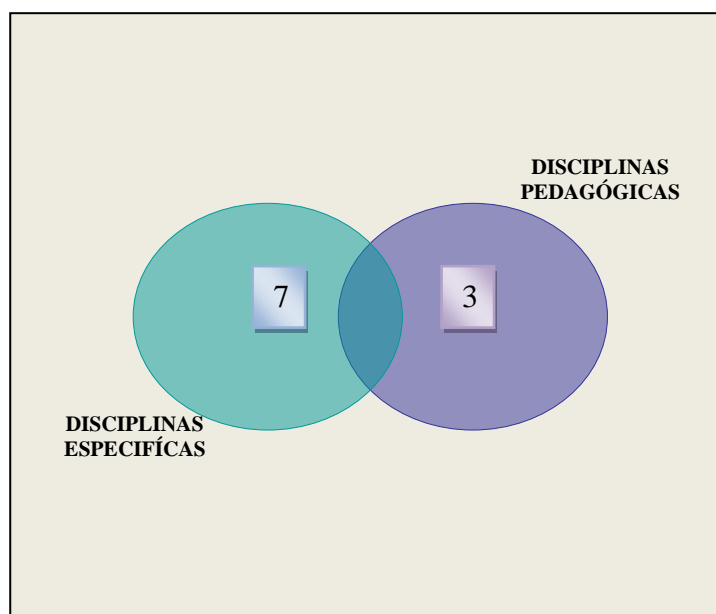 DISCIPLINAS
PEDAGÓGICAS
7
3
DISCIPLINAS
ESPECIFÍCAS